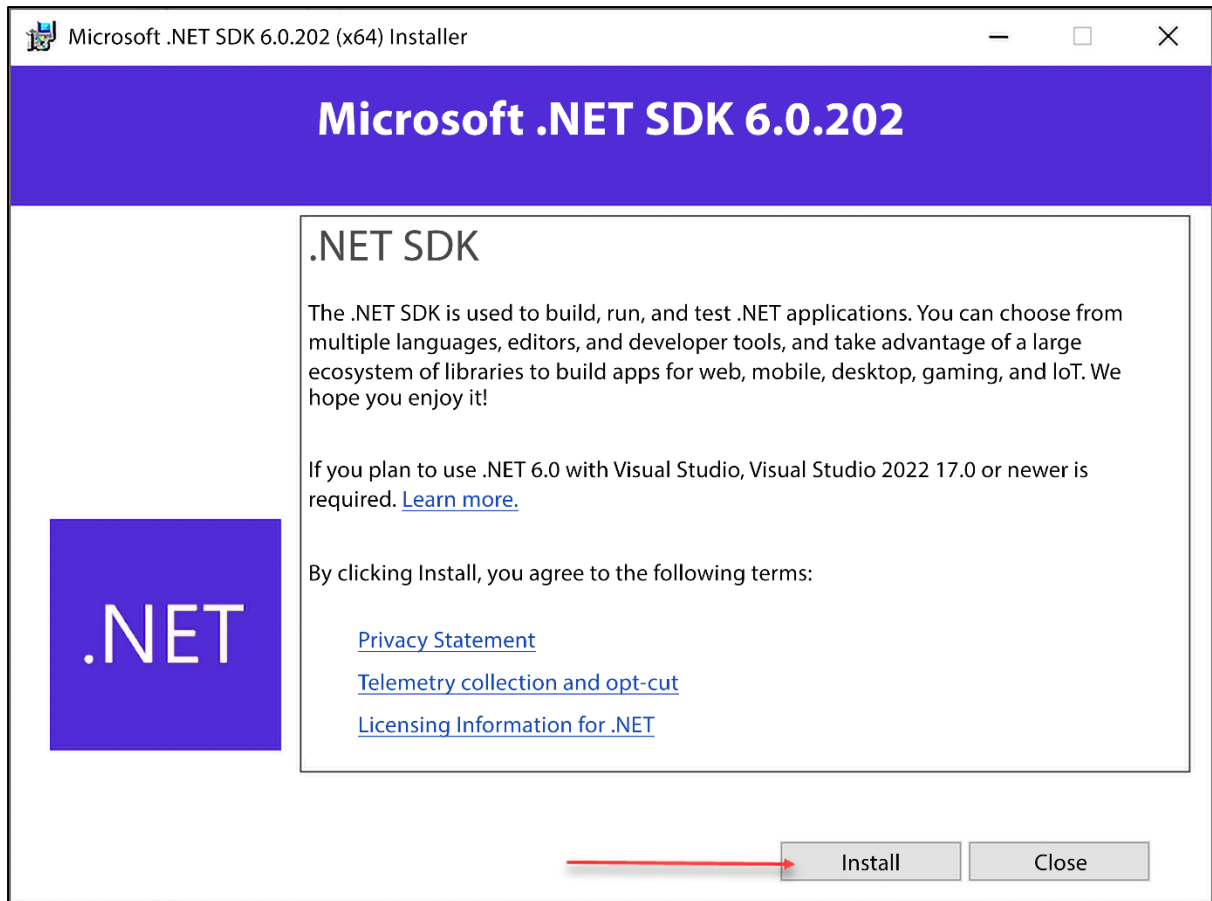 Microsoft .NET SDK 6.0.202 (x64) Installer
Microsoft .NET SDK 6.0.202
.NET SDK
The .NET SDK is used to build, run, and test .NET applications. You can choose from
multiple languages, editors, and developer tools, and take advantage of a large
ecosystem of libraries to build apps for web, mobile, desktop, gaming, and IoT. We
hope you enjoy it!
If you plan to use .NET 6.0 with Visual Studio, Visual Studio 2022 17.0 or newer is
required. Learn more.
By clicking Install, you agree to the following terms:
.NET
Privacy Statement
Telemetry collection and opt-cut
Licensing Information for .NET
Install
Close